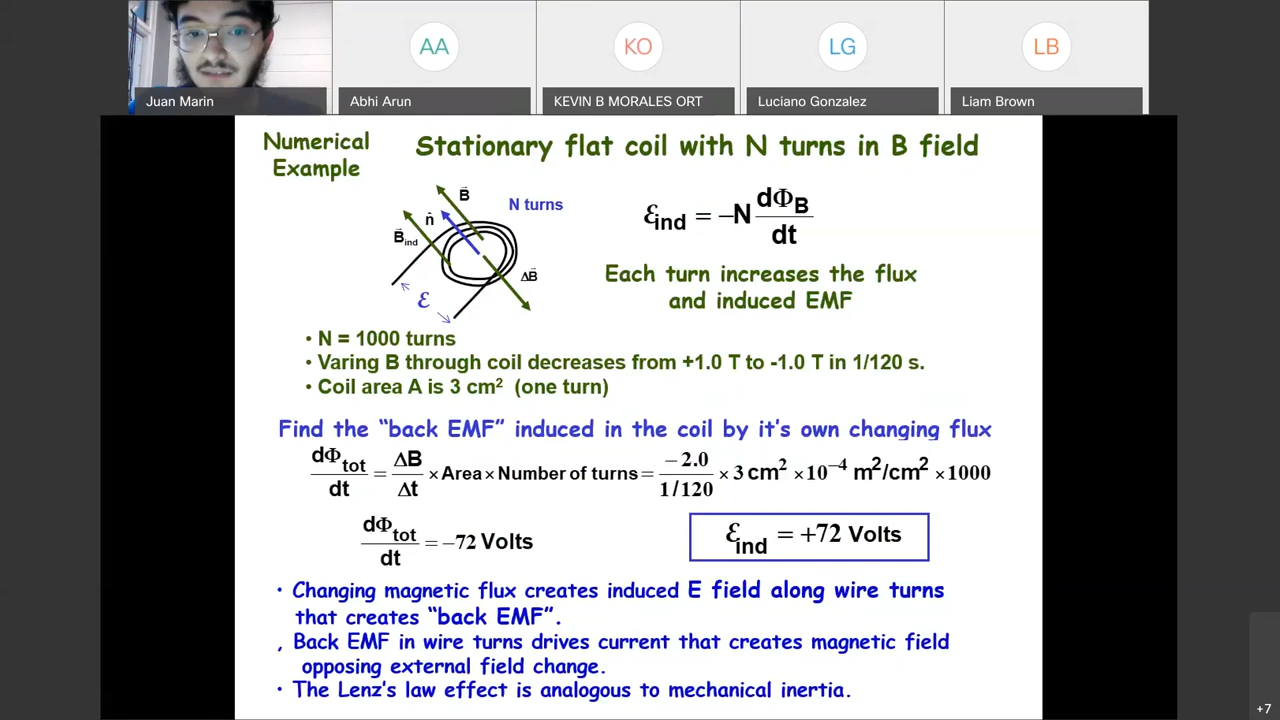 AA
KO
LG
LB
Juan Marin
Abhi Arun
KEVIN B MORALES ORT
Luciano Gonzalez
Liam Brown
Numerical
Example
Stationary flat coil with N turns in B field
B⃗
n̂
N turns
B⃗ind
ΔB⃗
ℰ
ℰind = –N dΦB/dt
Each turn increases the flux
and induced EMF
• N = 1000 turns
• Varing B through coil decreases from +1.0 T to -1.0 T in 1/120 s.
• Coil area A is 3 cm² (one turn)
Find the “back EMF” induced in the coil by it’s own changing flux
dΦtot/dt = ΔB/Δt × Area × Number of turns = −2.0/1/120 × 3 cm² × 10⁻⁴ m²/cm² × 1000
dΦtot/dt = −72 Volts
ℰind = +72 Volts
• Changing magnetic flux creates induced E field along wire turns
that creates “back EMF”.
, Back EMF in wire turns drives current that creates magnetic field
opposing external field change.
• The Lenz’s law effect is analogous to mechanical inertia.
+7